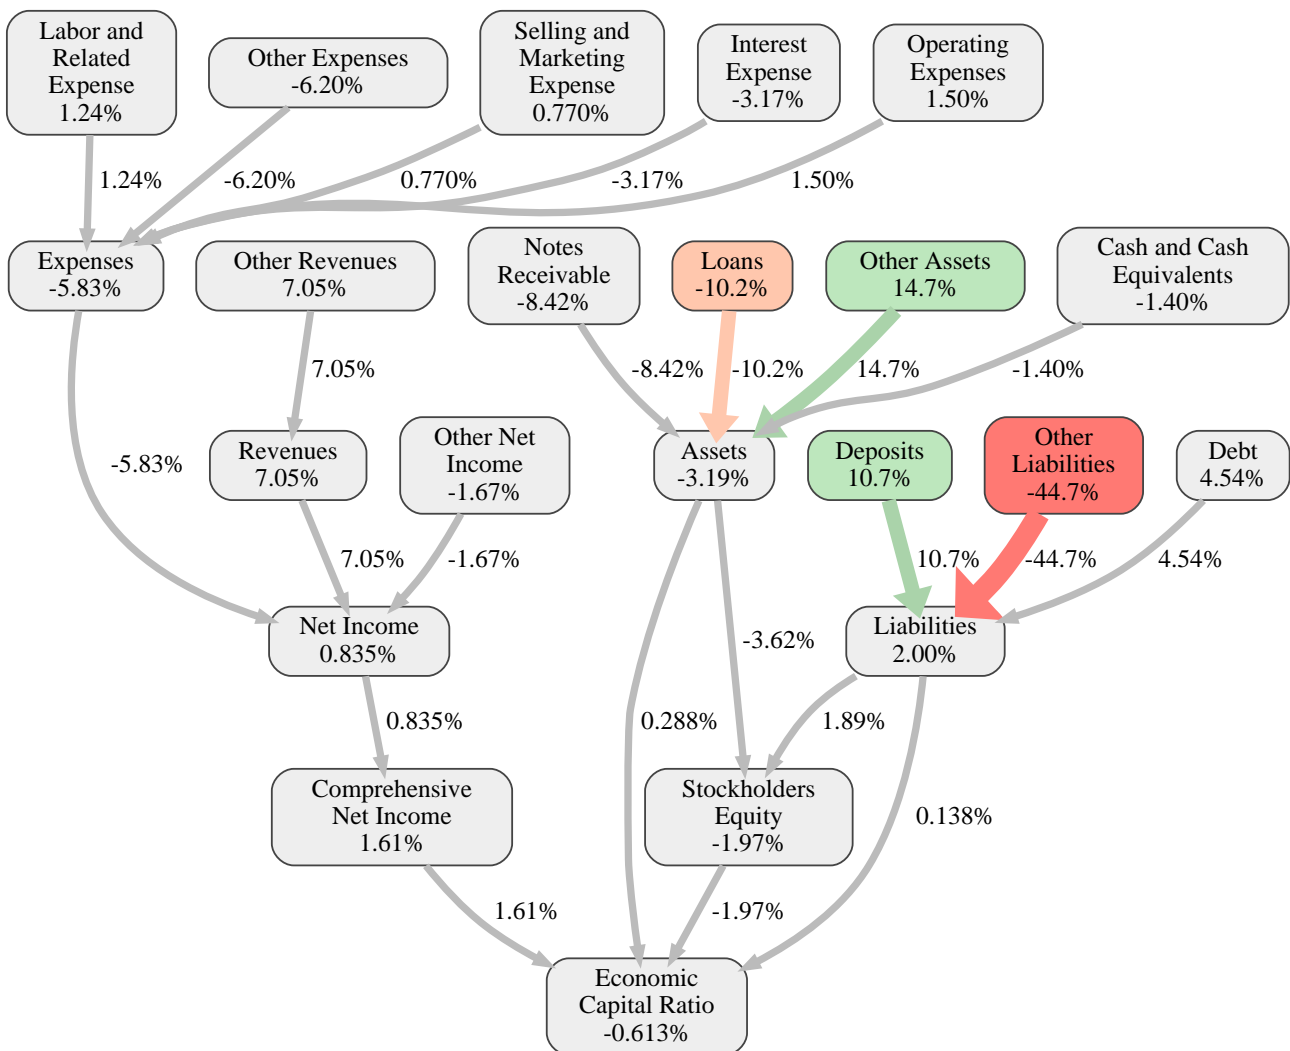 Labor and
Related
Expense
1.24%
Other Expenses
-6.20%
Selling and
Marketing
Expense
0.770%
Interest
Expense
-3.17%
Operating
Expenses
1.50%
1.24%
-6.20%
0.770%
-3.17%
1.50%
Expenses
-5.83%
Other Revenues
7.05%
Notes
Receivable
-8.42%
Loans
-10.2%
Other Assets
14.7%
Cash and Cash
Equivalents
-1.40%
7.05%
-8.42%
-10.2%
14.7%
-1.40%
-5.83%
Revenues
7.05%
Other Net
Income
-1.67%
Assets
-3.19%
Deposits
10.7%
Other
Liabilities
-44.7%
Debt
4.54%
7.05%
-1.67%
10.7%
-44.7%
4.54%
Net Income
0.835%
-3.62%
Liabilities
2.00%
0.835%
0.288%
1.89%
Comprehensive
Net Income
1.61%
Stockholders
Equity
-1.97%
0.138%
1.61%
-1.97%
Economic
Capital Ratio
-0.613%